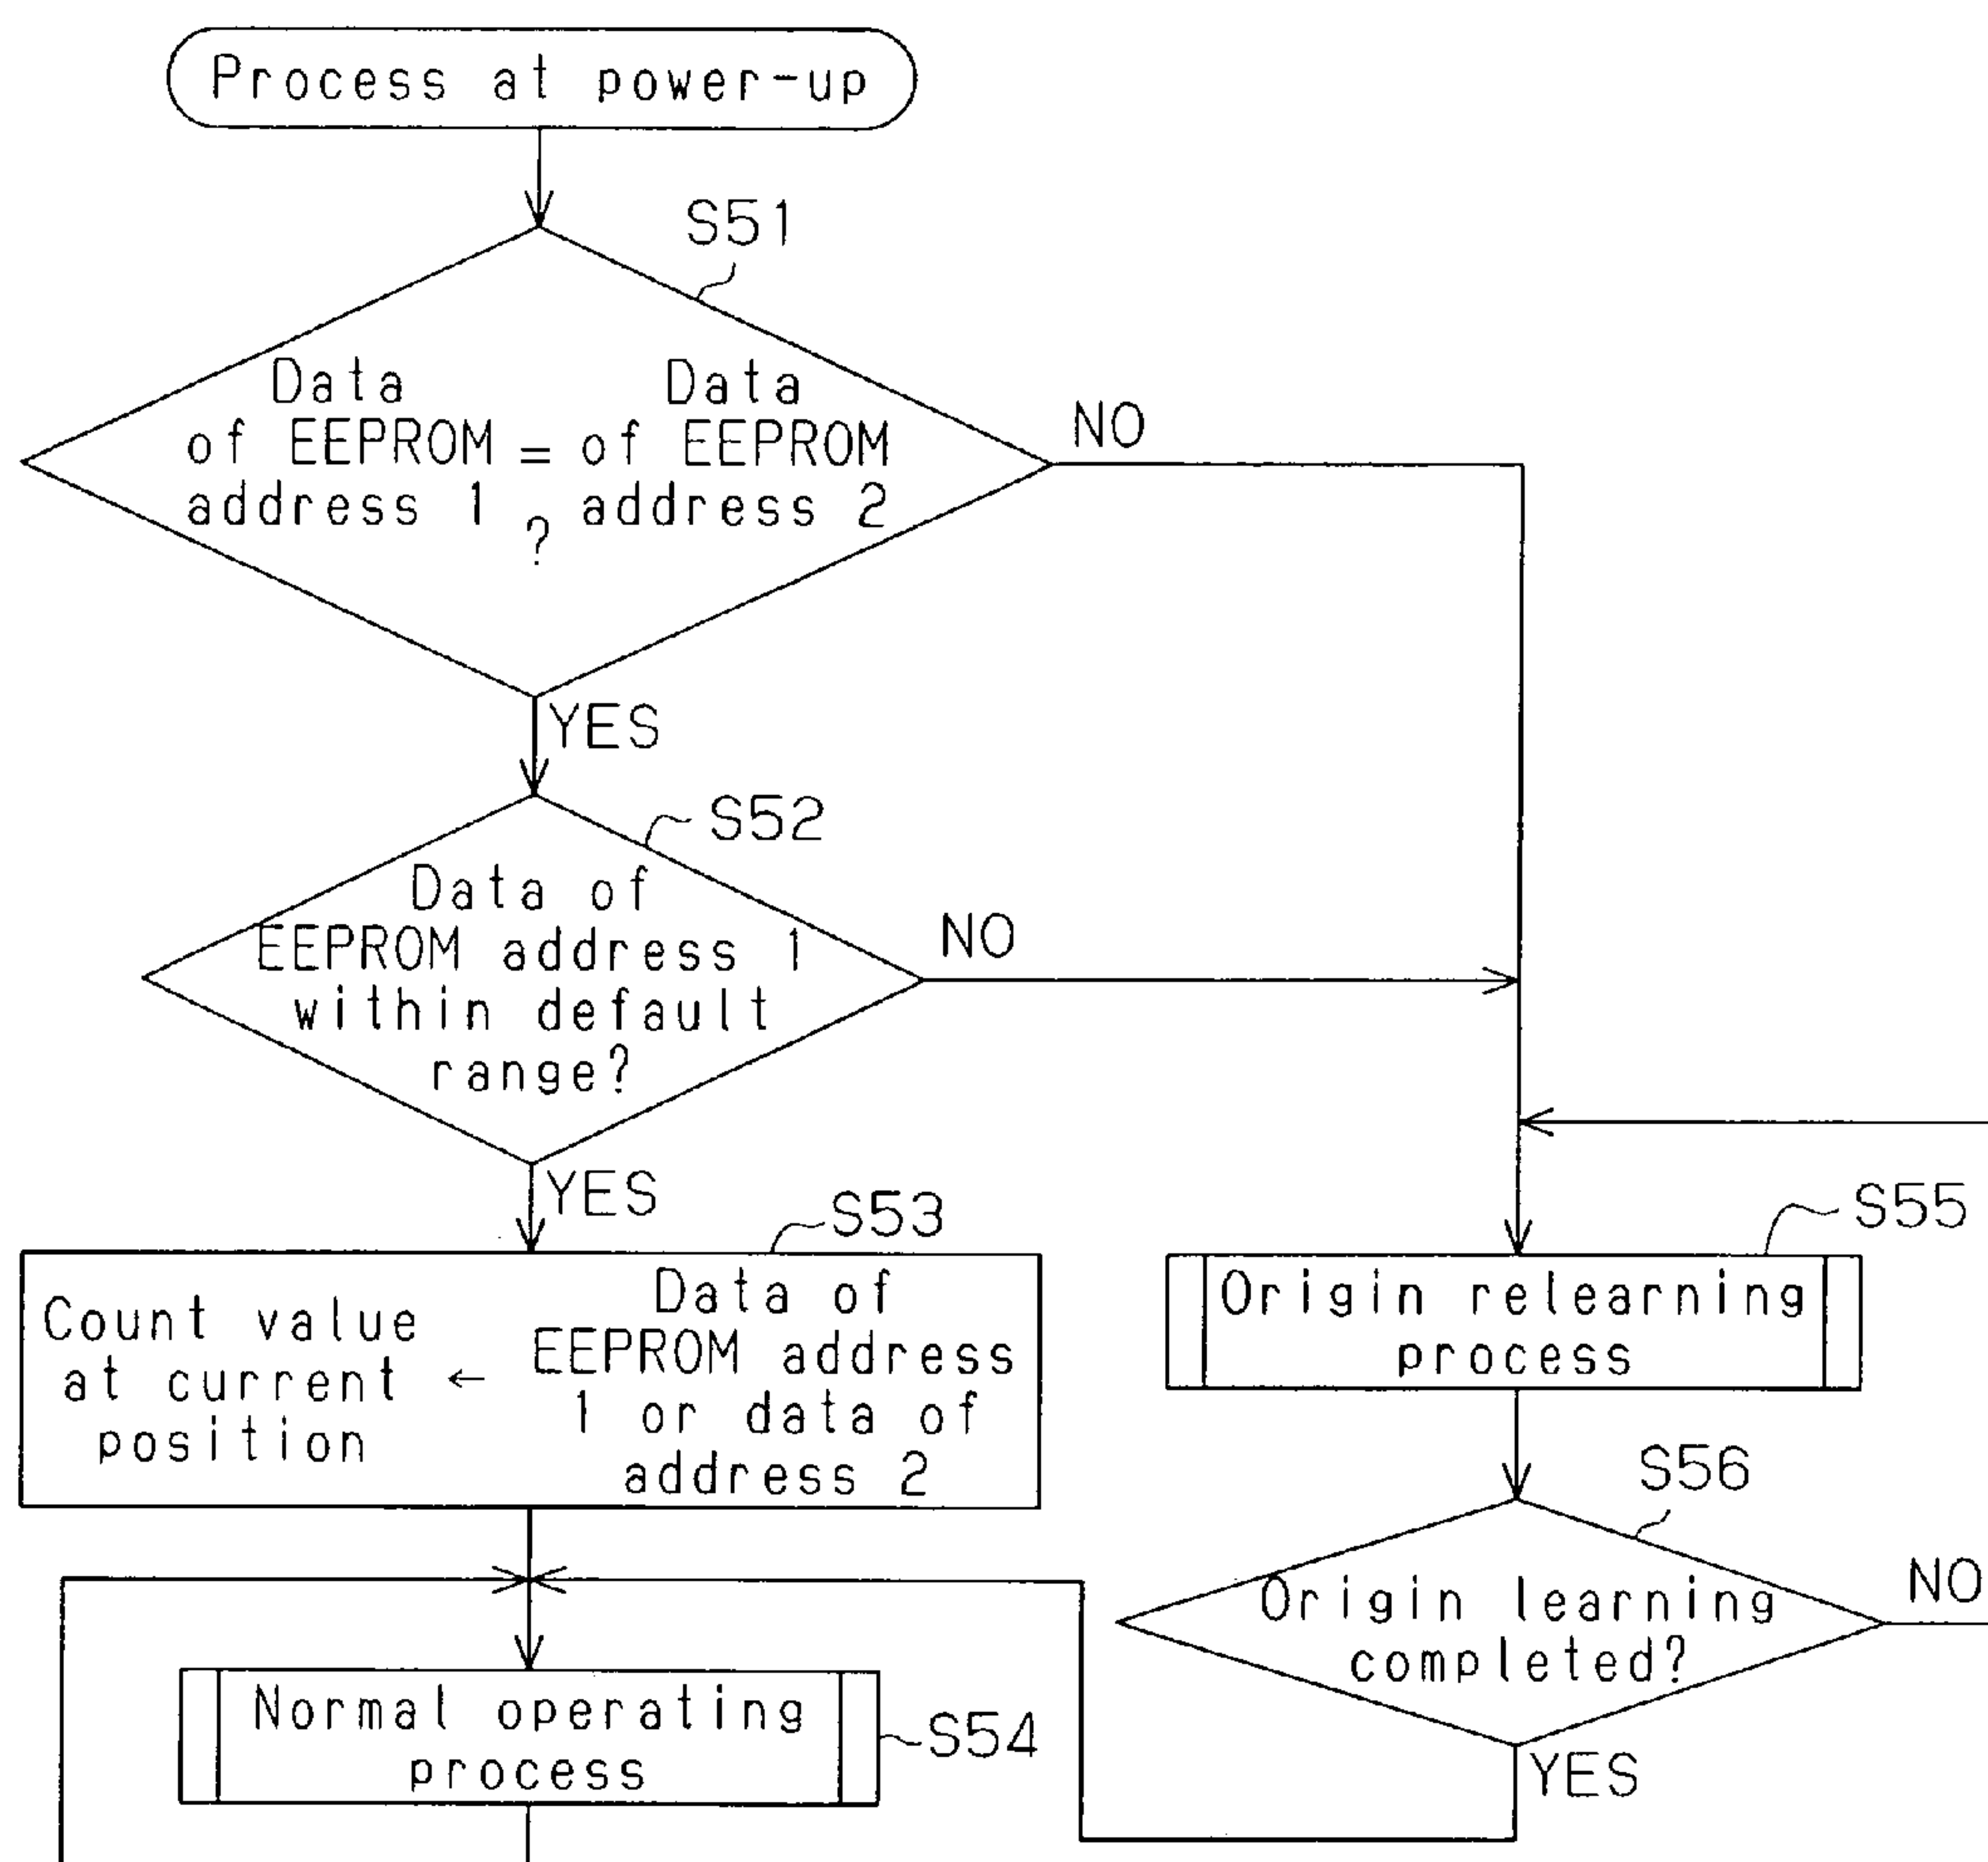 Process at power-up
S51
Data Data
of EEPROM = of EEPROM
address 1 ? address 2
NO
YES
S52
Data of
EEPROM address 1
within default
range?
NO
YES
S53
Count value
at current
position
←
Data of
EEPROM address
1 or data of
address 2
S55
Origin relearning
process
S56
Origin learning
completed?
NO
YES
Normal operating
process
S54